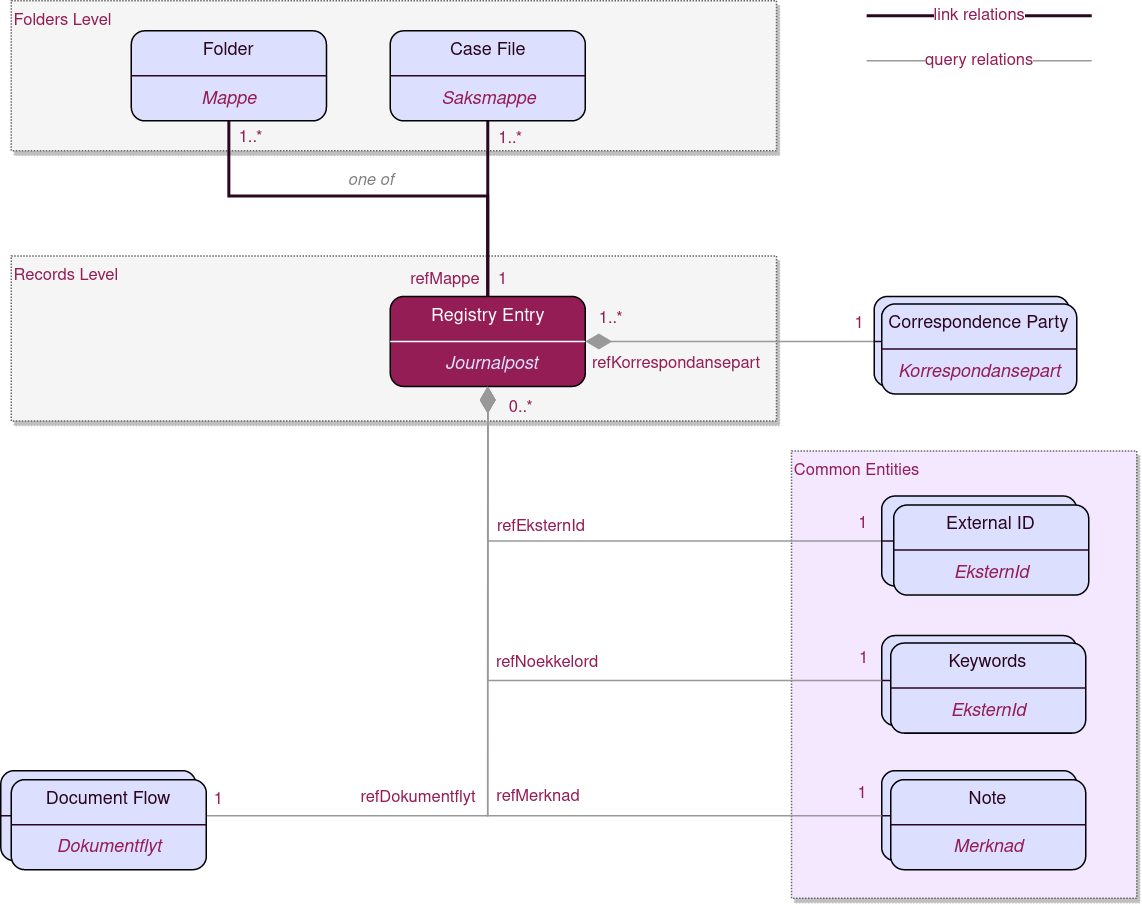 Folders Level
link relations
query relations
Folder
Case File
Mappe
Saksmappe
1..*
1..*
one of
Records Level
refMappe
1
Registry Entry
Journalpost
1..*
refKorrespondansepart
1
Correspondence Party
Korrespondansepart
0..*
Common Entities
refEksternId
1
External ID
EksternId
refNoekkelord
1
Keywords
EksternId
Document Flow
Dokumentflyt
1
refDokumentflyt
refMerknad
1
Note
Merknad